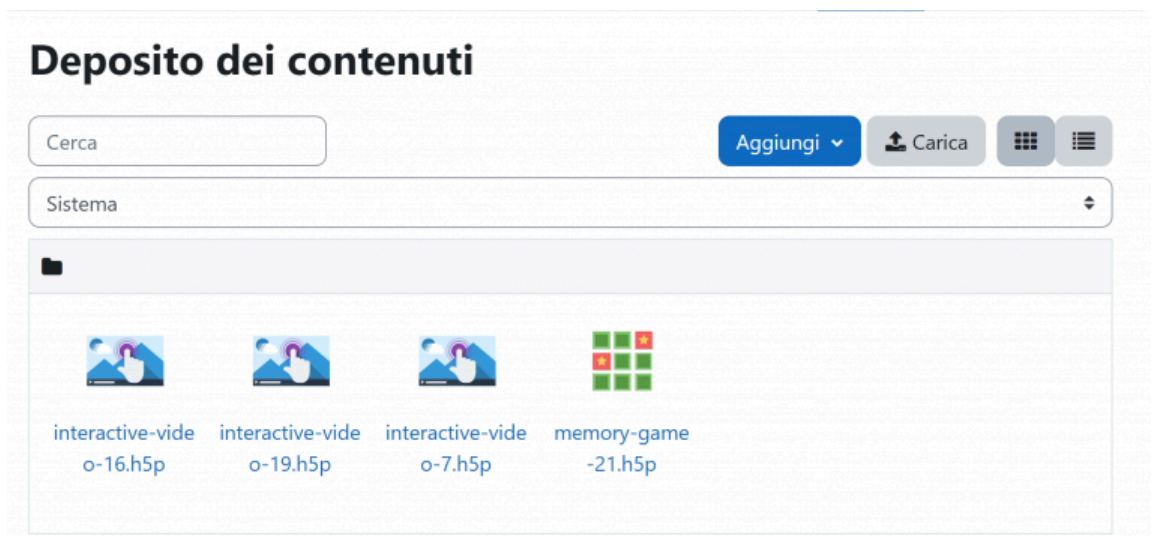 Deposito dei contenuti
Cerca
Aggiungi
Carica
Sistema
interactive-vide
o-16.h5p
interactive-vide
o-19.h5p
interactive-vide
o-7.h5p
memory-game
-21.h5p